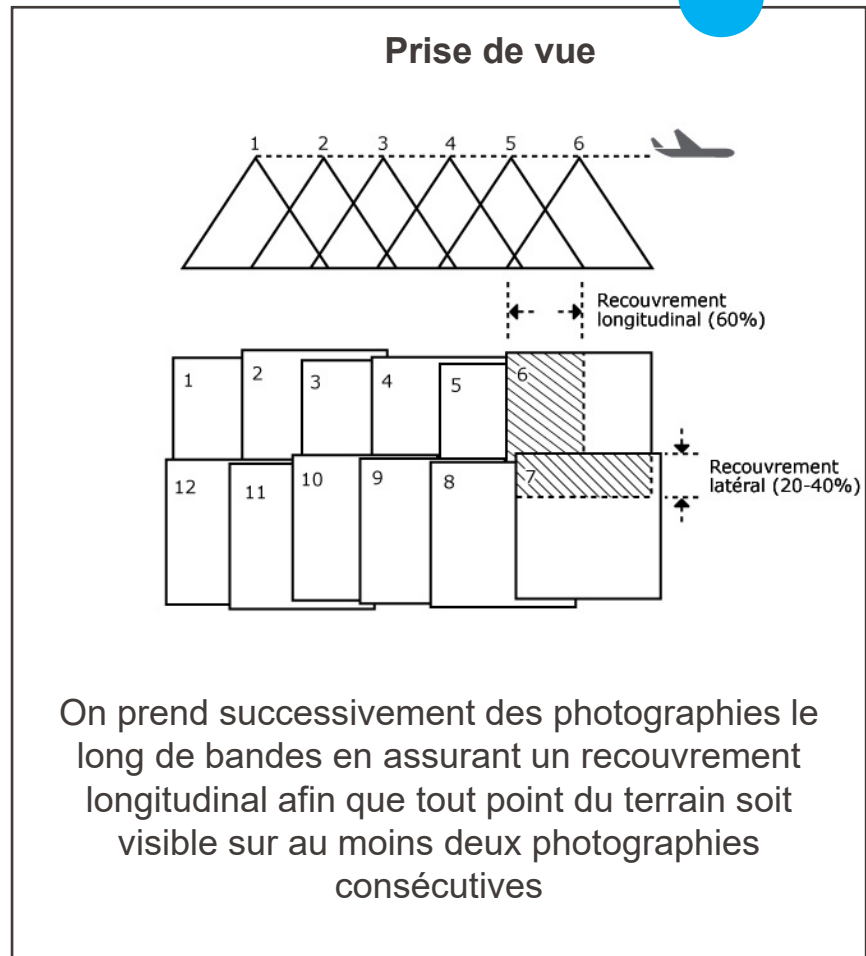 Prise de vue
1 2 3 4 5 6
Recouvrement
longitudinal (60%)
1 2 3 4 5 6
Recouvrement
latéral (20-40%)
12 11 10 9 8 7
On prend successivement des photographies le
long de bandes en assurant un recouvrement
longitudinal afin que tout point du terrain soit
visible sur au moins deux photographies
consécutives